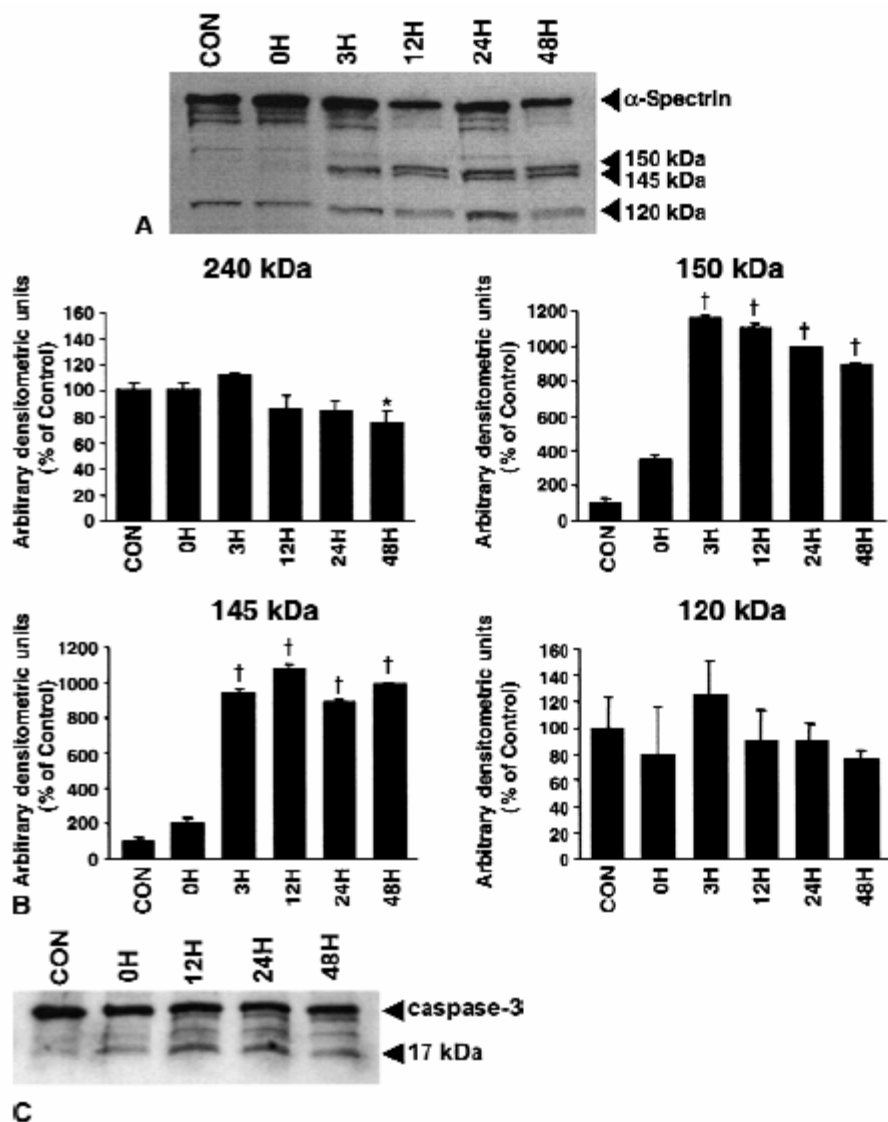 CON 0H 3H 12H 24H 48H
α-Spectrin
150 kDa
145 kDa
120 kDa
A
240 kDa
Arbitrary densitometric units
(% of Control)
160
140
120
100
80
60
40
20
0
*
CON 0H 3H 12H 24H 48H
150 kDa
Arbitrary densitometric units
(% of Control)
1200
1000
800
400
600
200
0
† † † †
CON 0H 3H 12H 24H 48H
145 kDa
Arbitrary densitometric units
(% of Control)
1200
1000
800
600
400
200
0
† † † †
CON 0H 3H 12H 24H 48H
B
120 kDa
Arbitrary densitometric units
(% of Control)
160
140
120
100
80
60
40
20
0
CON 0H 3H 12H 24H 48H
CON 0H 12H 24H 48H
caspase-3
17 kDa
C